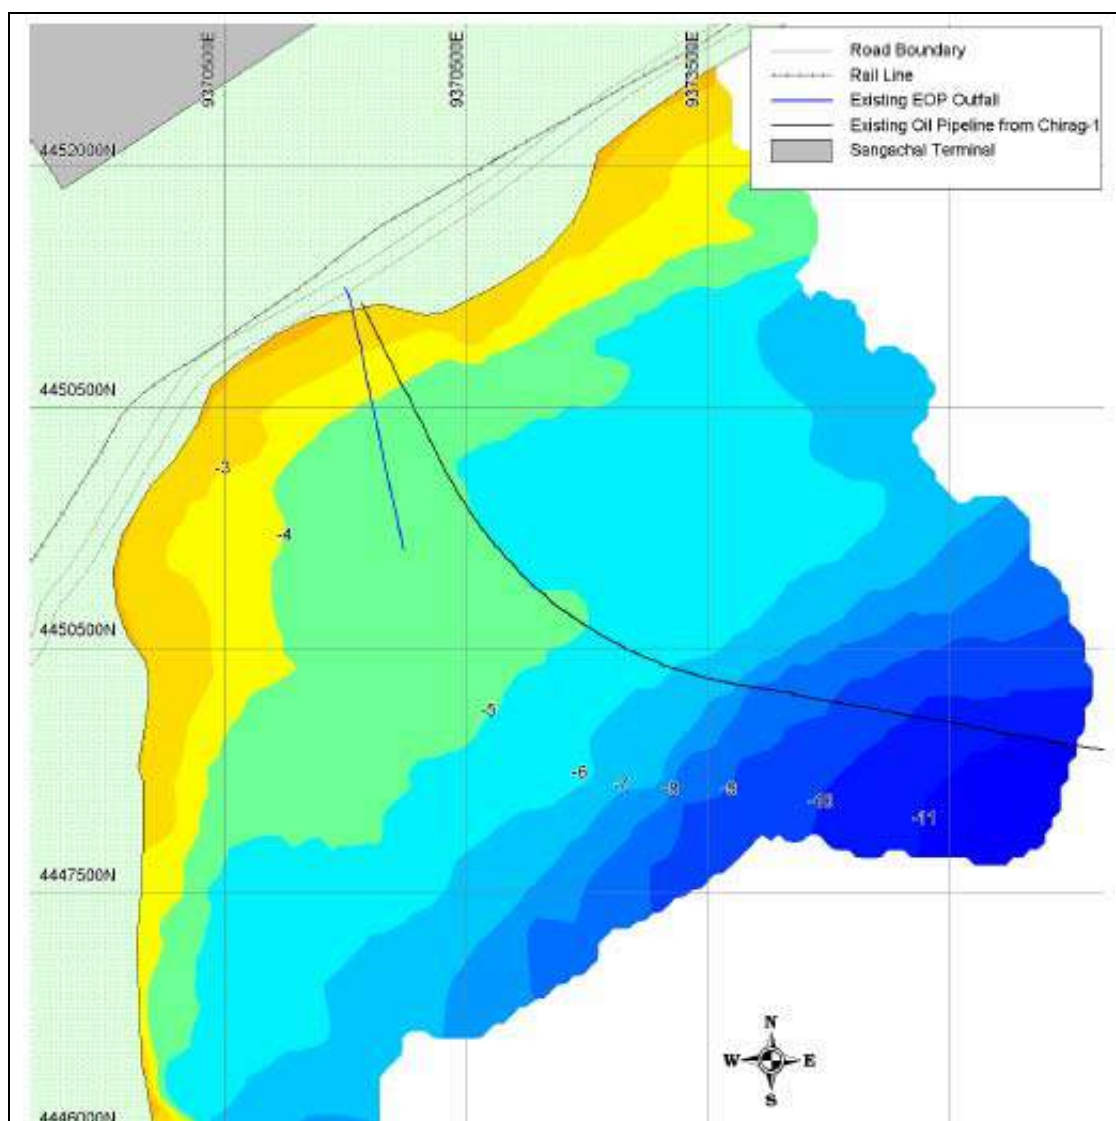 9370500E
9370500E
9373500E
Road Boundary
Rail Line
Existing EOP Outfall
Existing Oil Pipeline from Chirag-1
Sangachal Terminal
4452000N
4450500N
-3
-4
4450500N
-5
-6
-7
-8
-9
-10
-11
4447500N
N
W E
S
4446000N